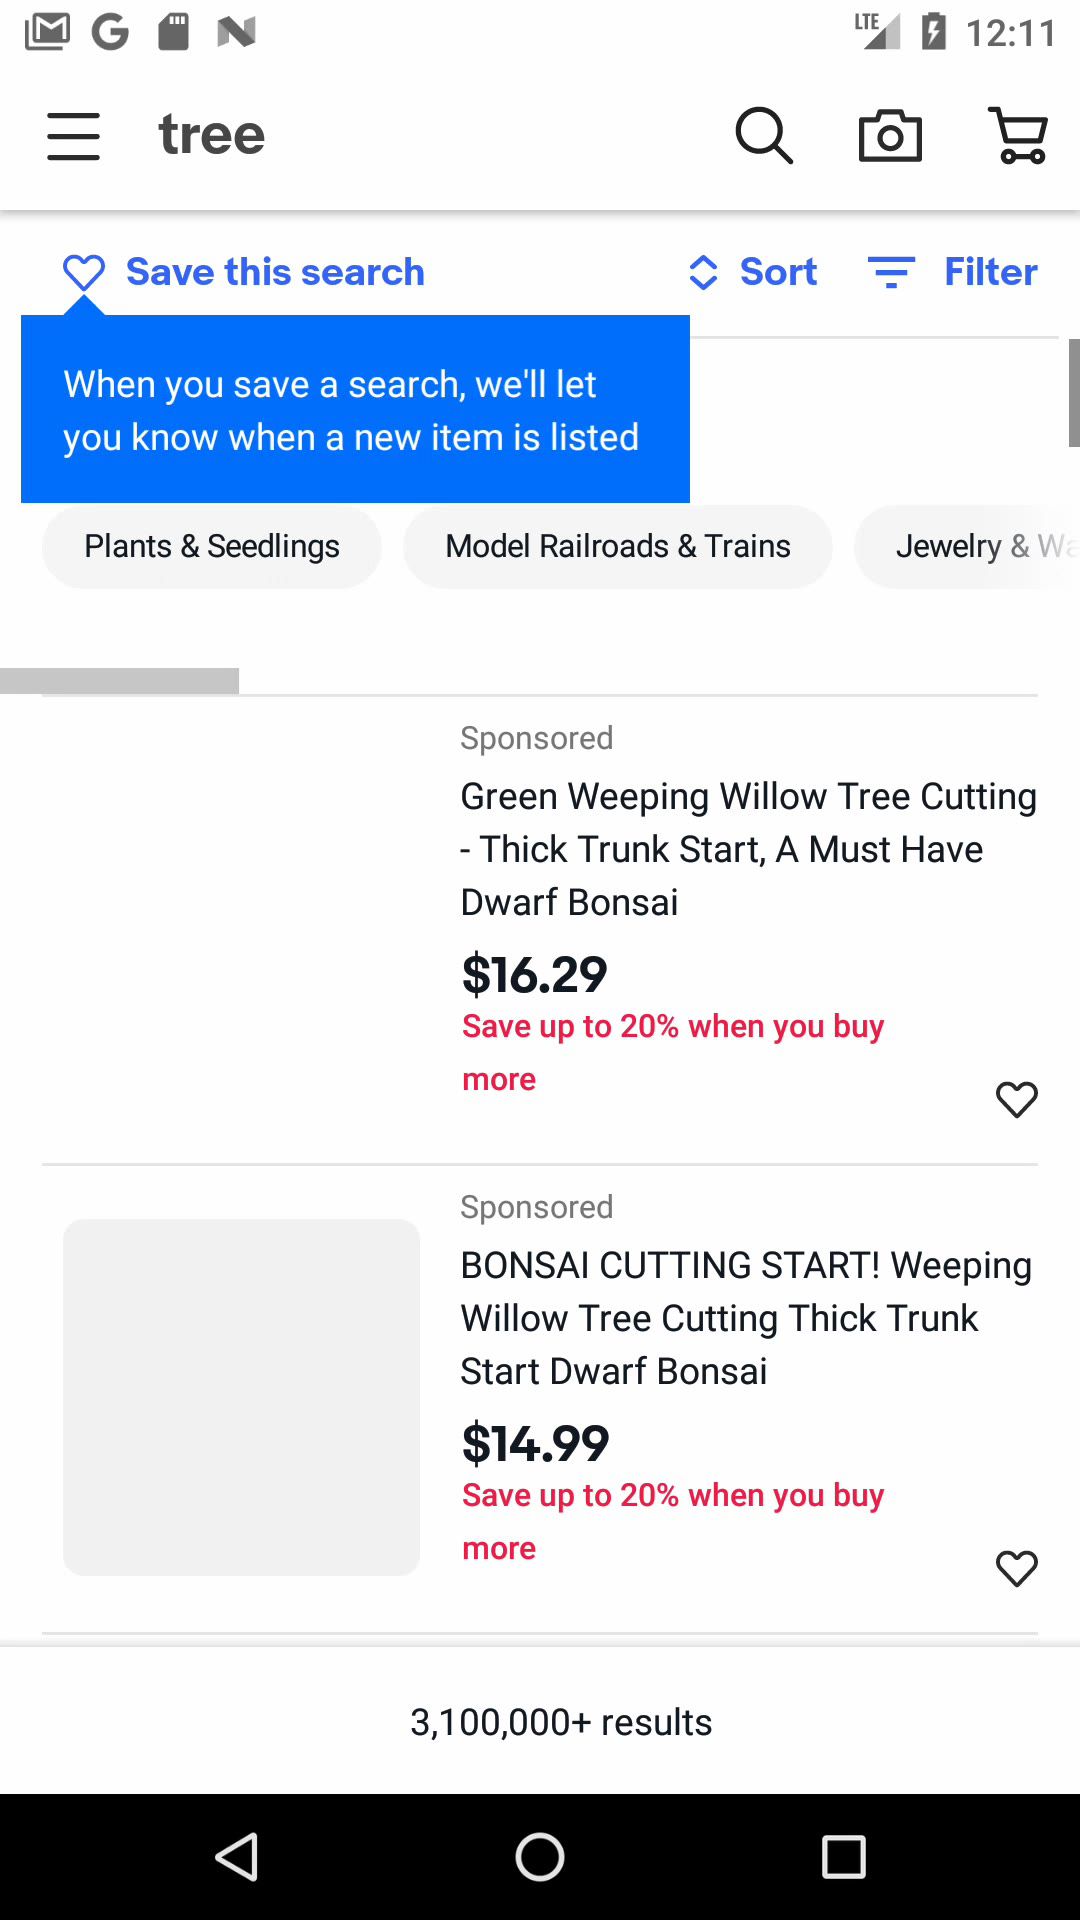 LTE 12:11
tree
Save this search
Sort
Filter
When you save a search, we'll let
you know when a new item is listed
Plants & Seedlings
Model Railroads & Trains
Jewelry & Wa
Sponsored
Green Weeping Willow Tree Cutting
- Thick Trunk Start, A Must Have
Dwarf Bonsai
$16.29
Save up to 20% when you buy
more
Sponsored
BONSAI CUTTING START! Weeping
Willow Tree Cutting Thick Trunk
Start Dwarf Bonsai
$14.99
Save up to 20% when you buy
more
3,100,000+ results